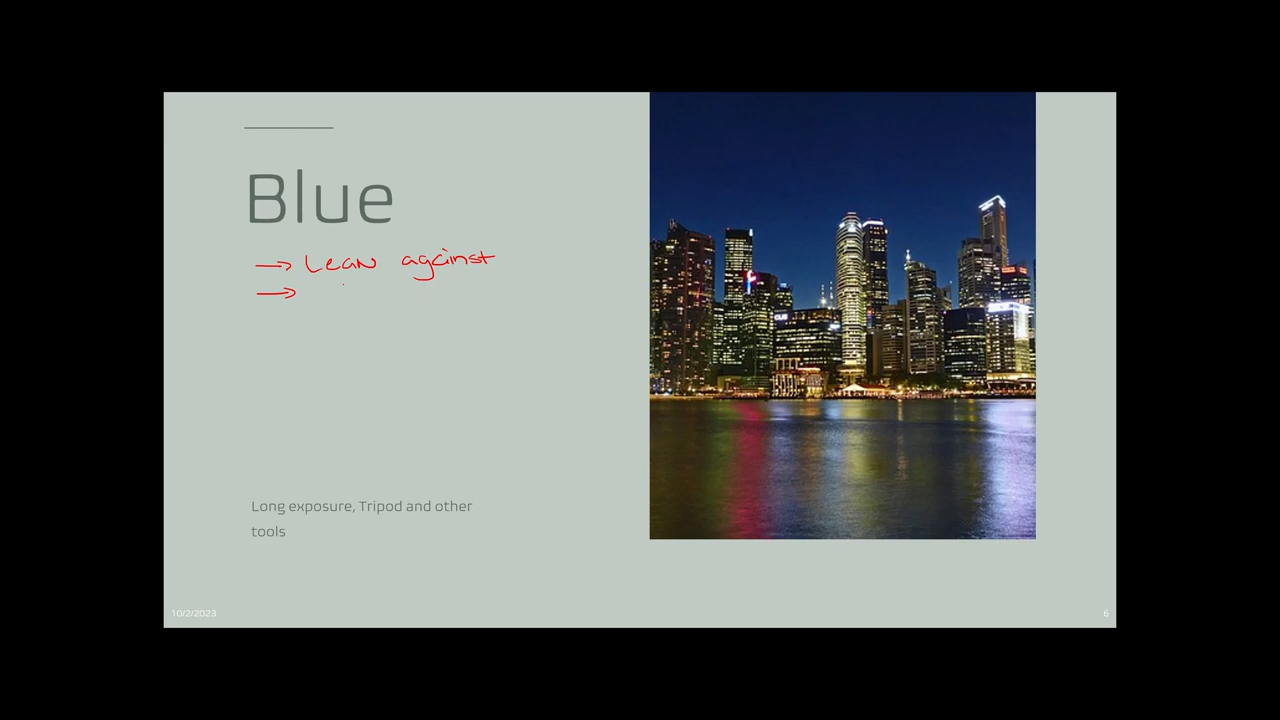 Blue
→ Lean against
→
Long exposure, Tripod and other
tools
10/2/2023
6